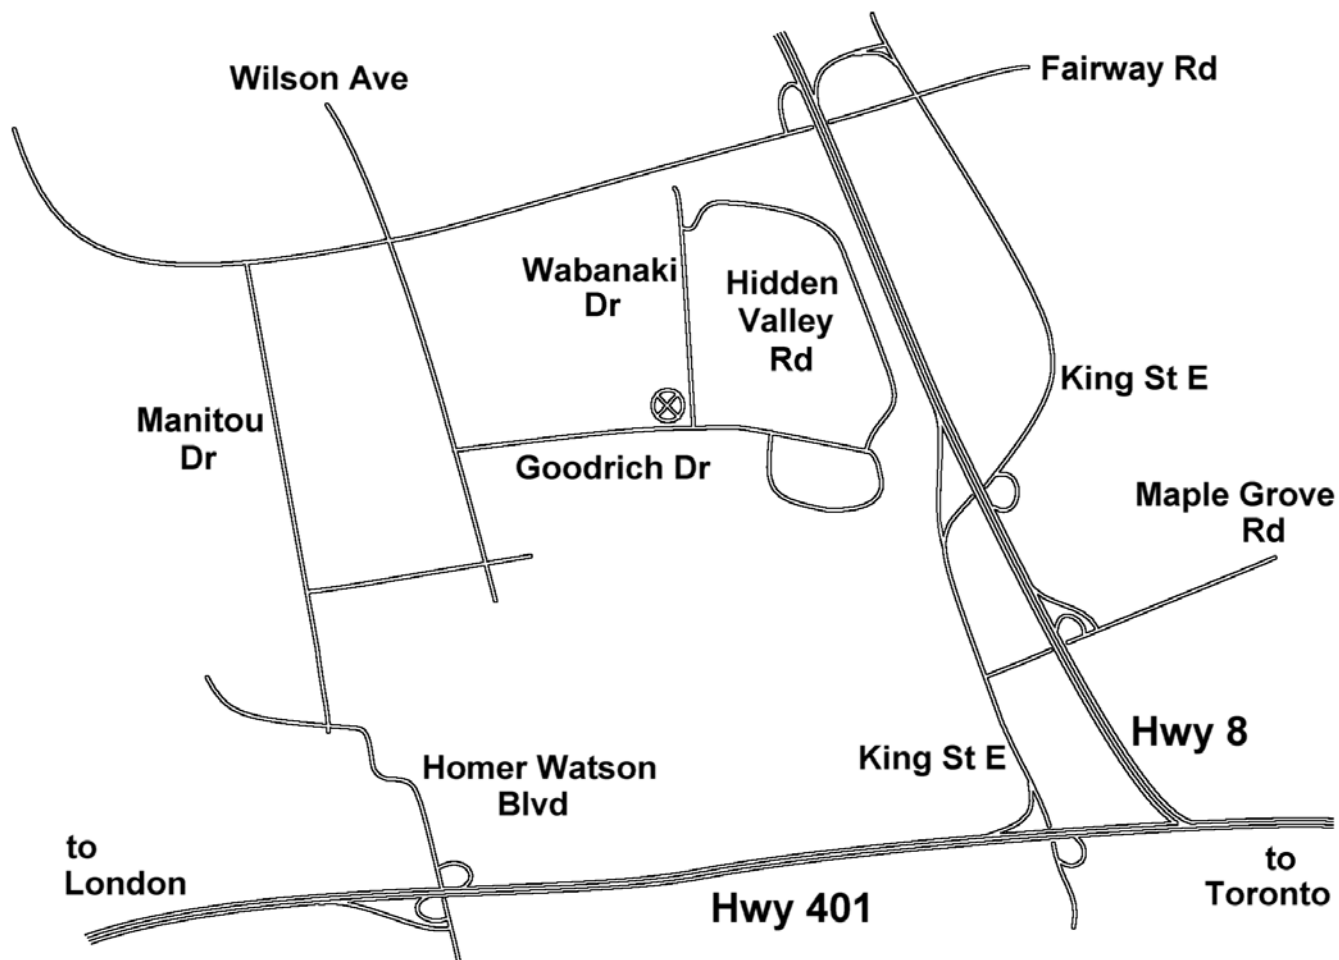 Wilson Ave
Fairway Rd
Wabanaki
Dr
Hidden
Valley
Rd
King St E
Manitou
Dr
Goodrich Dr
Maple Grove
Rd
Hwy 8
King St E
Homer Watson
Blvd
to
London
Hwy 401
to
Toronto